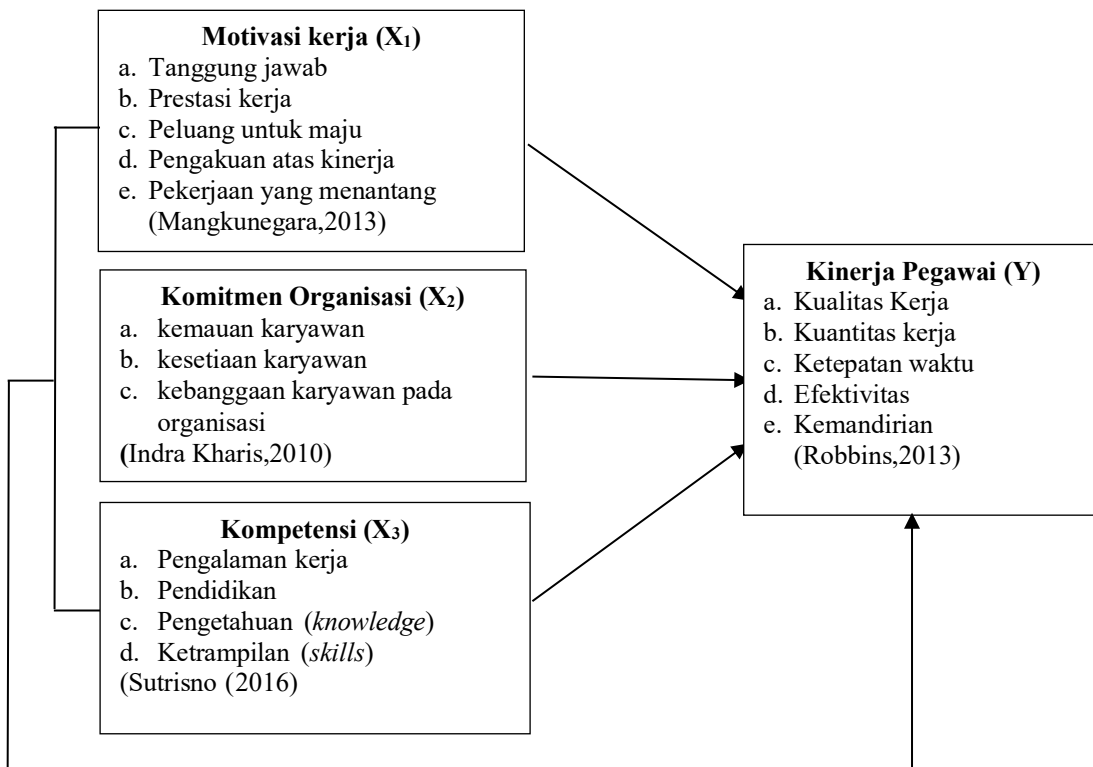 Motivasi kerja (X₁)
a. Tanggung jawab
b. Prestasi kerja
c. Peluang untuk maju
d. Pengakuan atas kinerja
e. Pekerjaan yang menantang
(Mangkunegara,2013)
Komitmen Organisasi (X₂)
a. kemauan karyawan
b. kesetiaan karyawan
c. kebanggaan karyawan pada
organisasi
(Indra Kharis,2010)
Kompetensi (X₃)
a. Pengalaman kerja
b. Pendidikan
c. Pengetahuan (knowledge)
d. Ketrampilan (skills)
(Sutrisno (2016)
Kinerja Pegawai (Y)
a. Kualitas Kerja
b. Kuantitas kerja
c. Ketepatan waktu
d. Efektivitas
e. Kemandirian
(Robbins,2013)